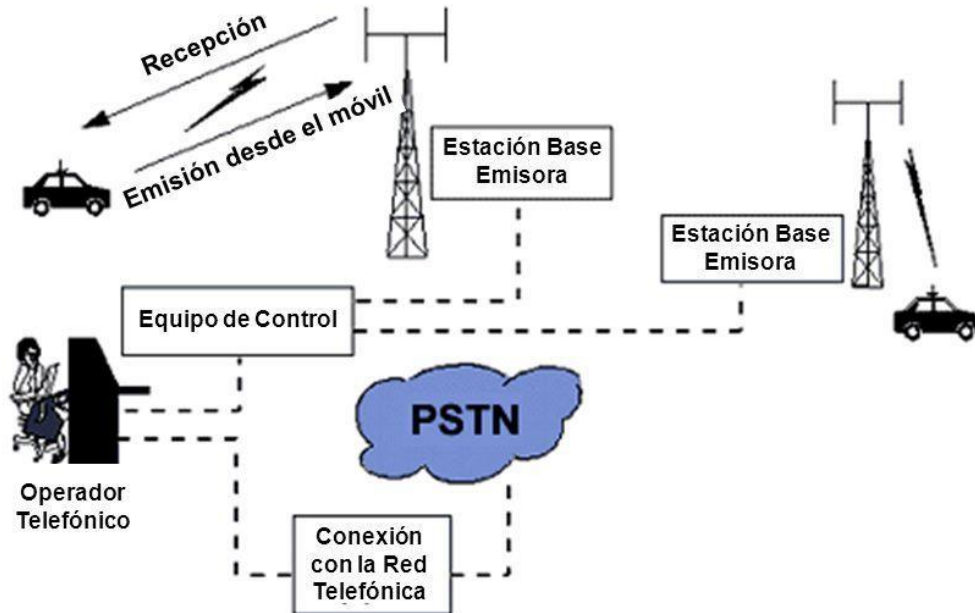 Recepción
Emisión desde el móvil
Estación Base
Emisora
Estación Base
Emisora
Equipo de Control
PSTN
Operador
Telefónico
Conexión
con la Red
Telefónica